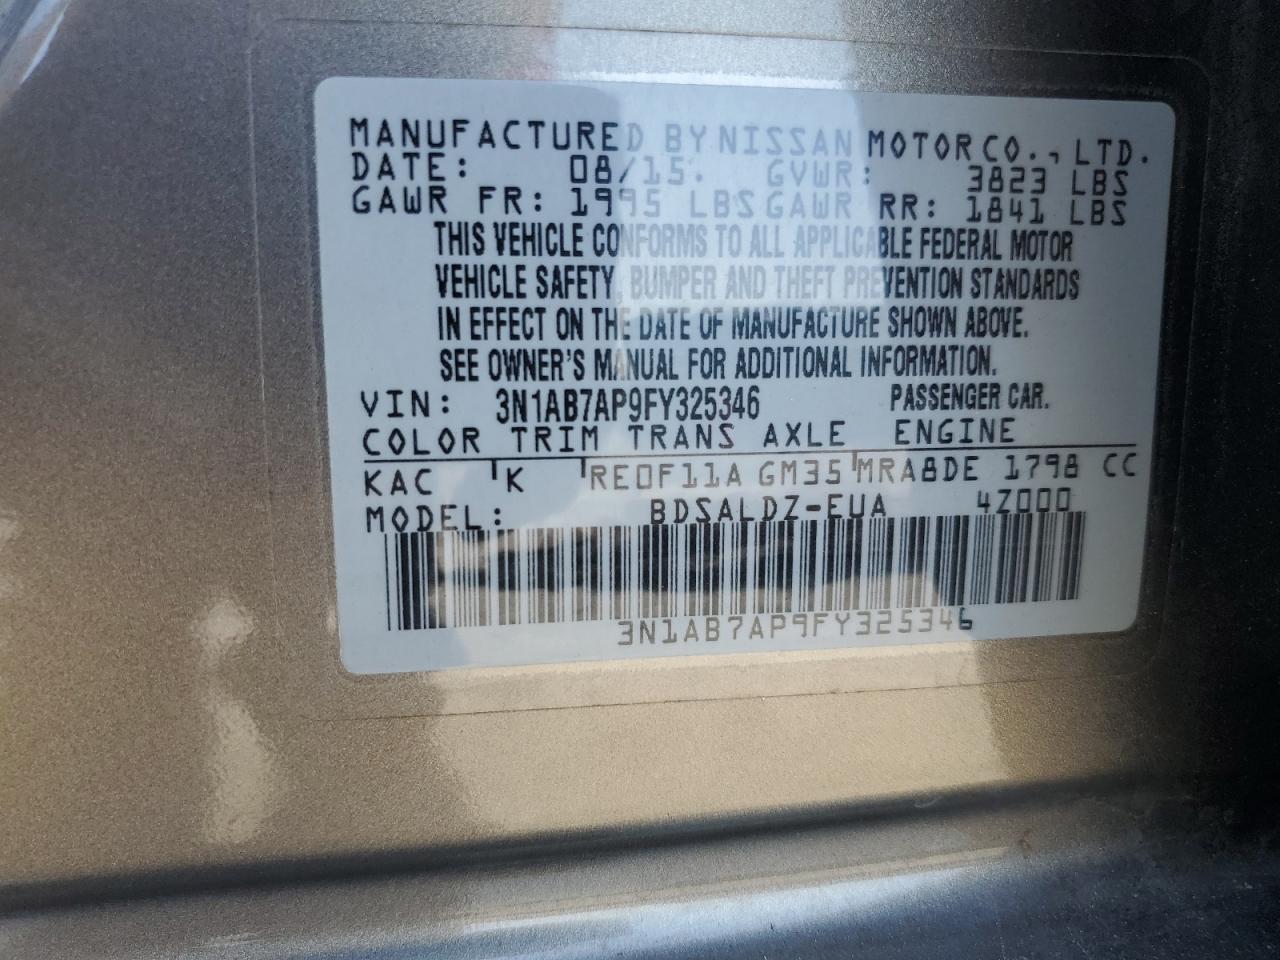 MANUFACTURED BY NISSAN MOTOR CO., LTD.
DATE: 08/15. GVWR: 3823 LBS
GAWR FR: 1995 LBS GAWR RR: 1841 LBS
THIS VEHICLE CONFORMS TO ALL APPLICABLE FEDERAL MOTOR
VEHICLE SAFETY, BUMPER AND THEFT PREVENTION STANDARDS
IN EFFECT ON THE DATE OF MANUFACTURE SHOWN ABOVE.
SEE OWNER'S MANUAL FOR ADDITIONAL INFORMATION.
VIN: 3N1AB7AP9FY325346 PASSENGER CAR.
COLOR TRIM TRANS AXLE ENGINE
KAC K RE0F11A GM35 MRA8DE 1798 CC
MODEL: BDSALDZ-EUA 4Z000
3N1AB7AP9FY325346